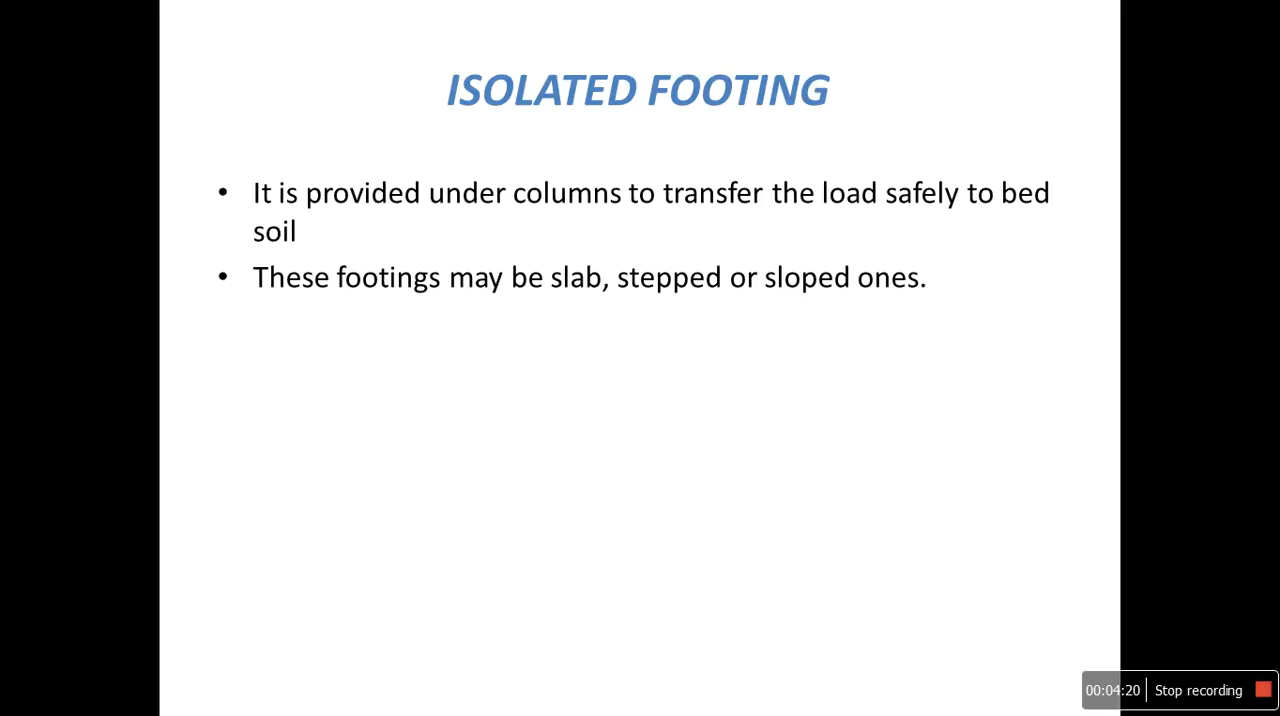 ISOLATED FOOTING
• It is provided under columns to transfer the load safely to bed
soil
• These footings may be slab, stepped or sloped ones.
00:04:20 Stop recording